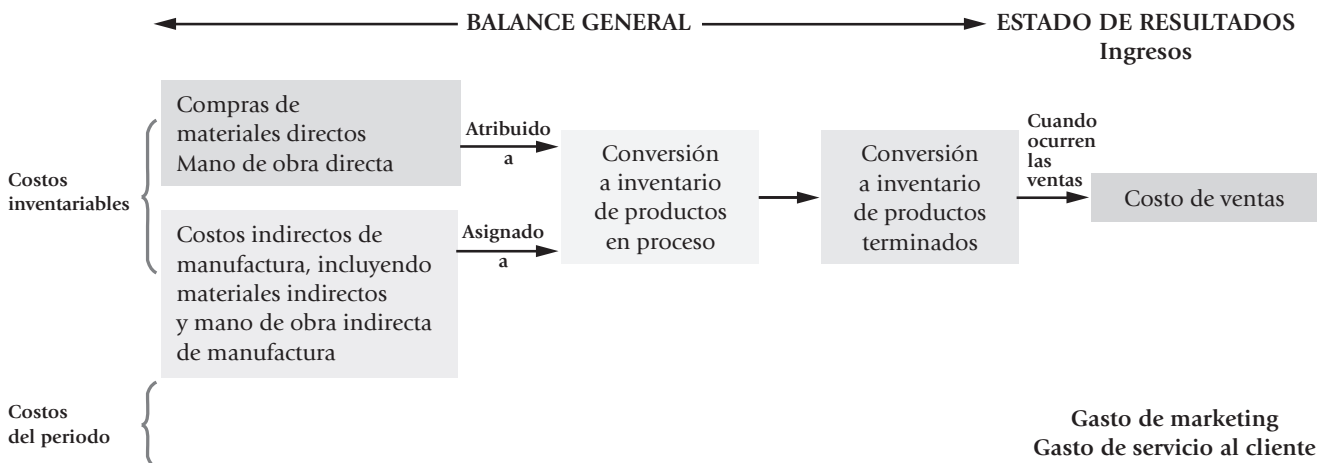 BALANCE GENERAL
ESTADO DE RESULTADOS
Ingresos
Costos
inventariables
Compras de
materiales directos
Mano de obra directa
Atribuido
a
Costos indirectos de
manufactura, incluyendo
materiales indirectos
y mano de obra indirecta
de manufactura
Asignado
a
Conversión
a inventario
de productos
en proceso
Conversión
a inventario
de productos
terminados
Cuando
ocurren
las
ventas
Costo de ventas
Costos
del periodo
Gasto de marketing
Gasto de servicio al cliente